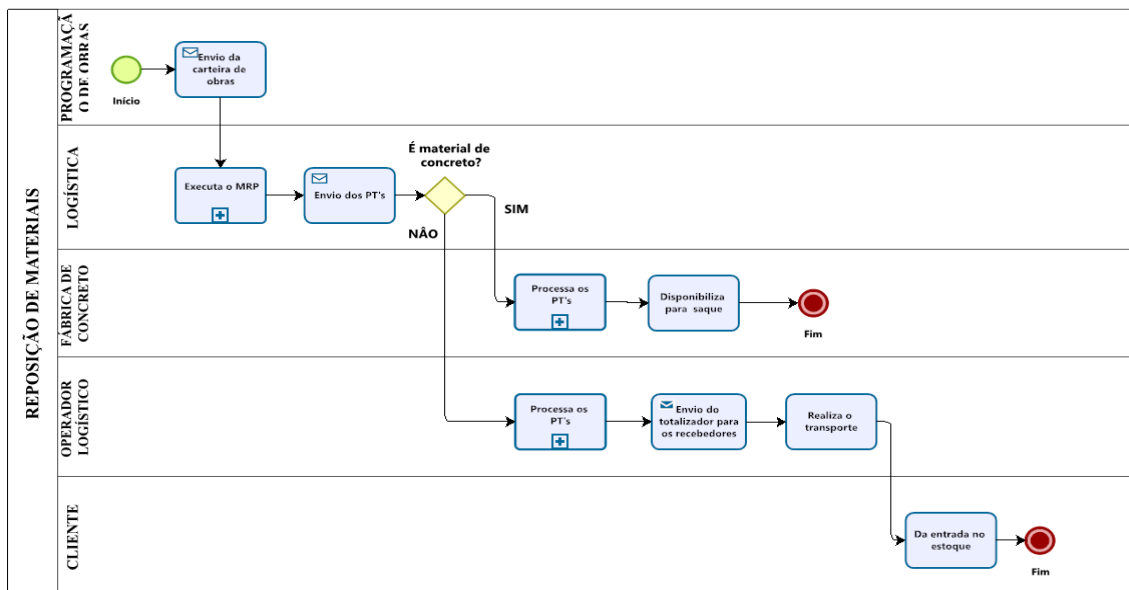 REPOSIÇÃO DE MATERIAIS
PROGRAMAÇÃ
O DE OBRAS
Início
Envio da
carteira de
obras
LOGÍSTICA
Executa o MRP
Envio dos PT's
É material de
concreto?
SIM
NÂO
FÁBRICA DE
CONCRETO
Processa os
PT's
Disponibiliza
para saque
Fim
OPERADOR
LOGÍSTICO
Processa os
PT's
Envio do
totalizador para
os recebedores
Realiza o
transporte
CLIENTE
Da entrada no
estoque
Fim